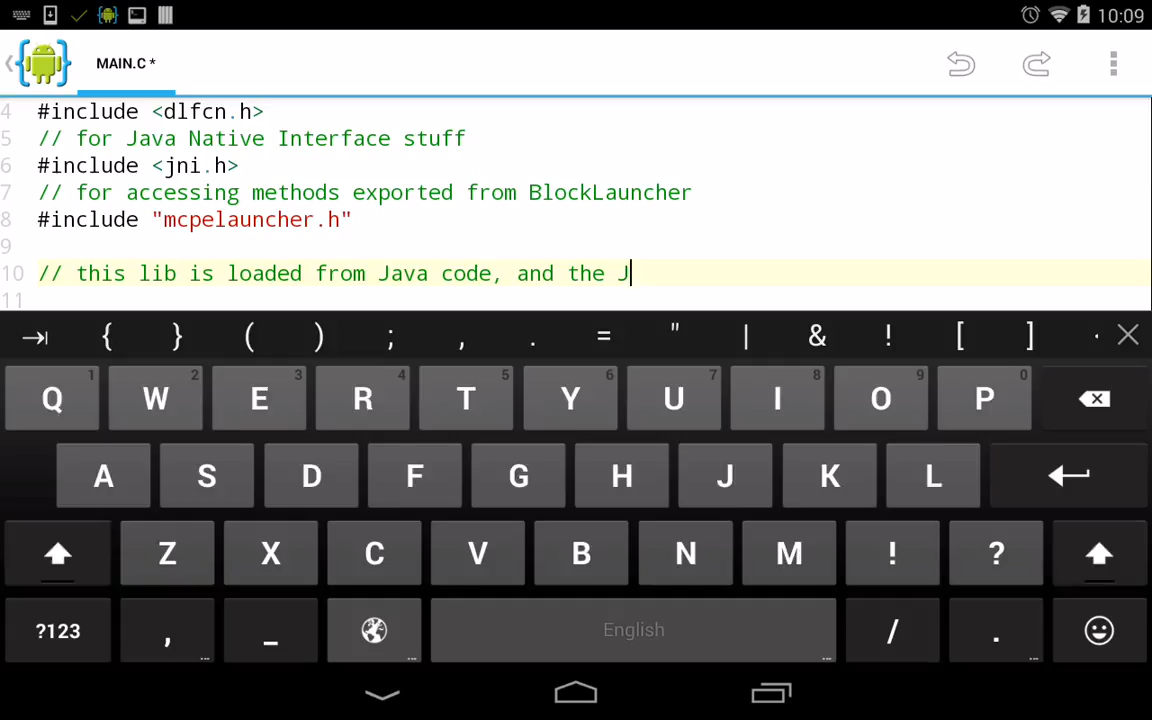 10:09
MAIN.C *
4 #include <dlfcn.h>
5 // for Java Native Interface stuff
6 #include <jni.h>
7 // for accessing methods exported from BlockLauncher
8 #include "mcpelauncher.h"
9
10 // this lib is loaded from Java code, and the J
11
{ } ( ) ; , . = " | & ! [ ]
Q 1 W 2 E 3 R 4 T 5 Y 6 U 7 I 8 O 9 P 0
A S D F G H J K L
Z X C V B N M ! ?
?123 , ... _ ... English ... / . ...